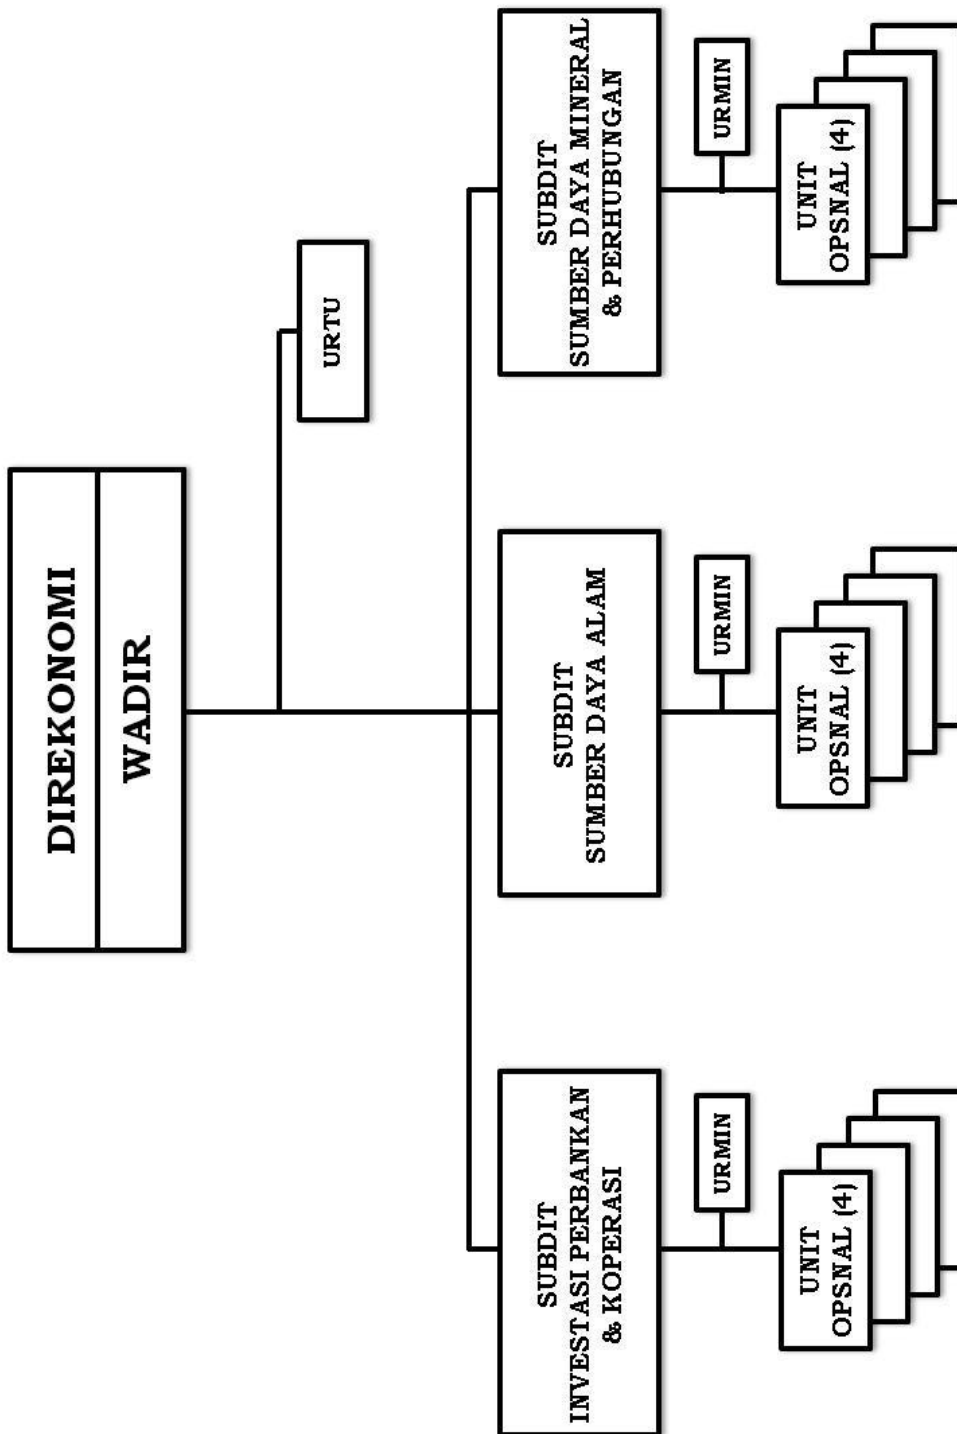 DIREKONOMI
WADIR
URTU
SUBDIT
INVESTASI PERBANKAN
& KOPERASI
SUBDIT
SUMBER DAYA ALAM
SUBDIT
SUMBER DAYA MINERAL
& PERHUBUNGAN
URMIN
URMIN
URMIN
UNIT
OPSNAL (4)
UNIT
OPSNAL (4)
UNIT
OPSNAL (4)